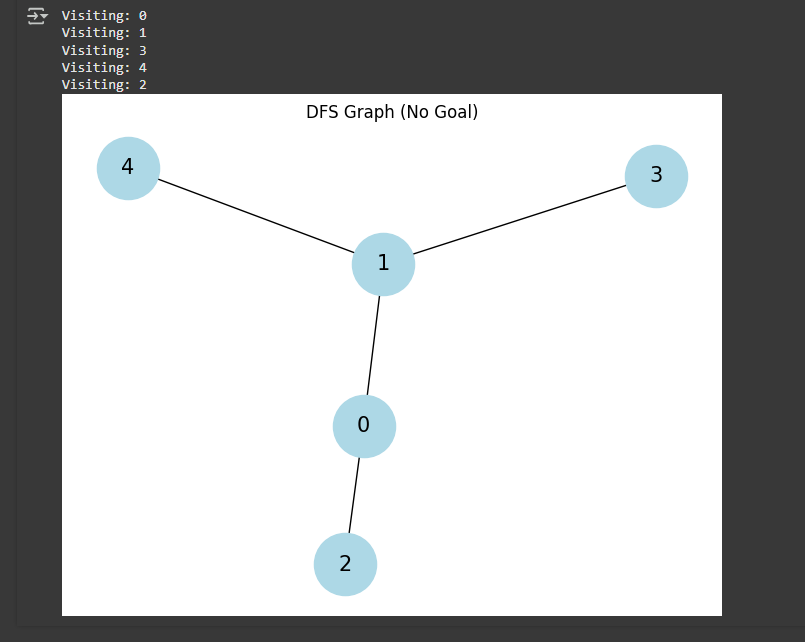 Visiting: 0
Visiting: 1
Visiting: 3
Visiting: 4
Visiting: 2
DFS Graph (No Goal)
4
3
1
0
2